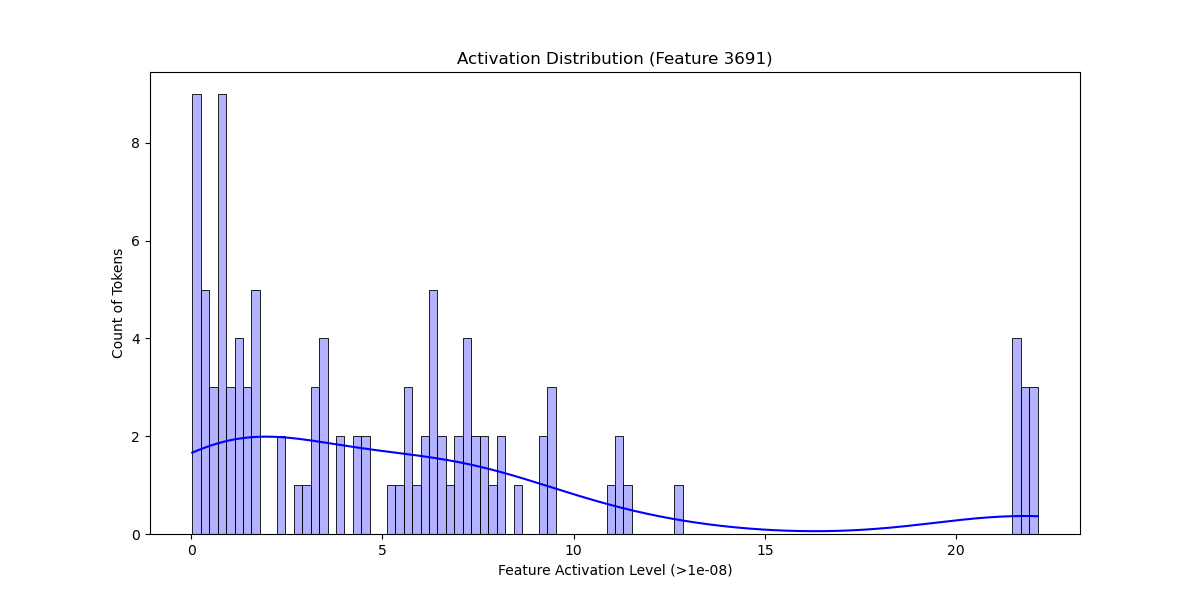 Activation Distribution (Feature 3691)
8
6
4
2
0
Count of Tokens
0 5 10 15 20
Feature Activation Level (>1e-08)